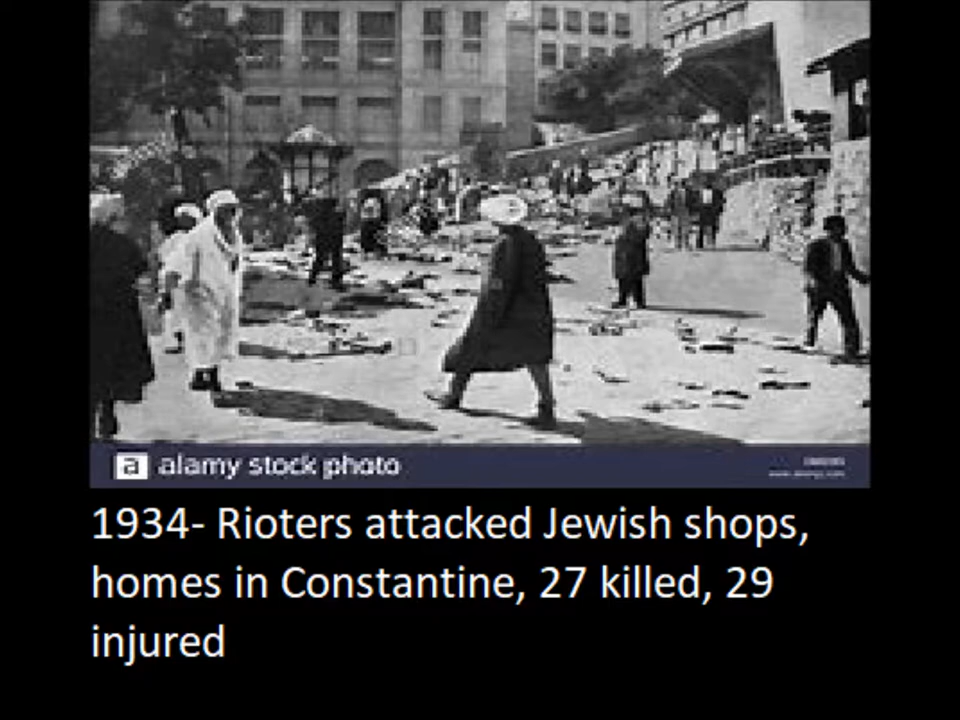 a alamy stock photo
1934- Rioters attacked Jewish shops,
homes in Constantine, 27 killed, 29
injured